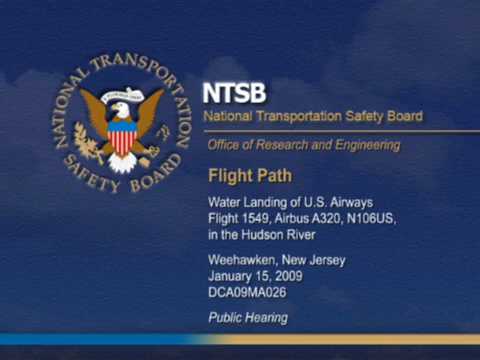 NATIONAL TRANSPORTATION
SAFETY BOARD
NTSB
National Transportation Safety Board
Office of Research and Engineering
Flight Path
Water Landing of U.S. Airways
Flight 1549, Airbus A320, N106US,
in the Hudson River
Weehawken, New Jersey
January 15, 2009
DCA09MA026
Public Hearing